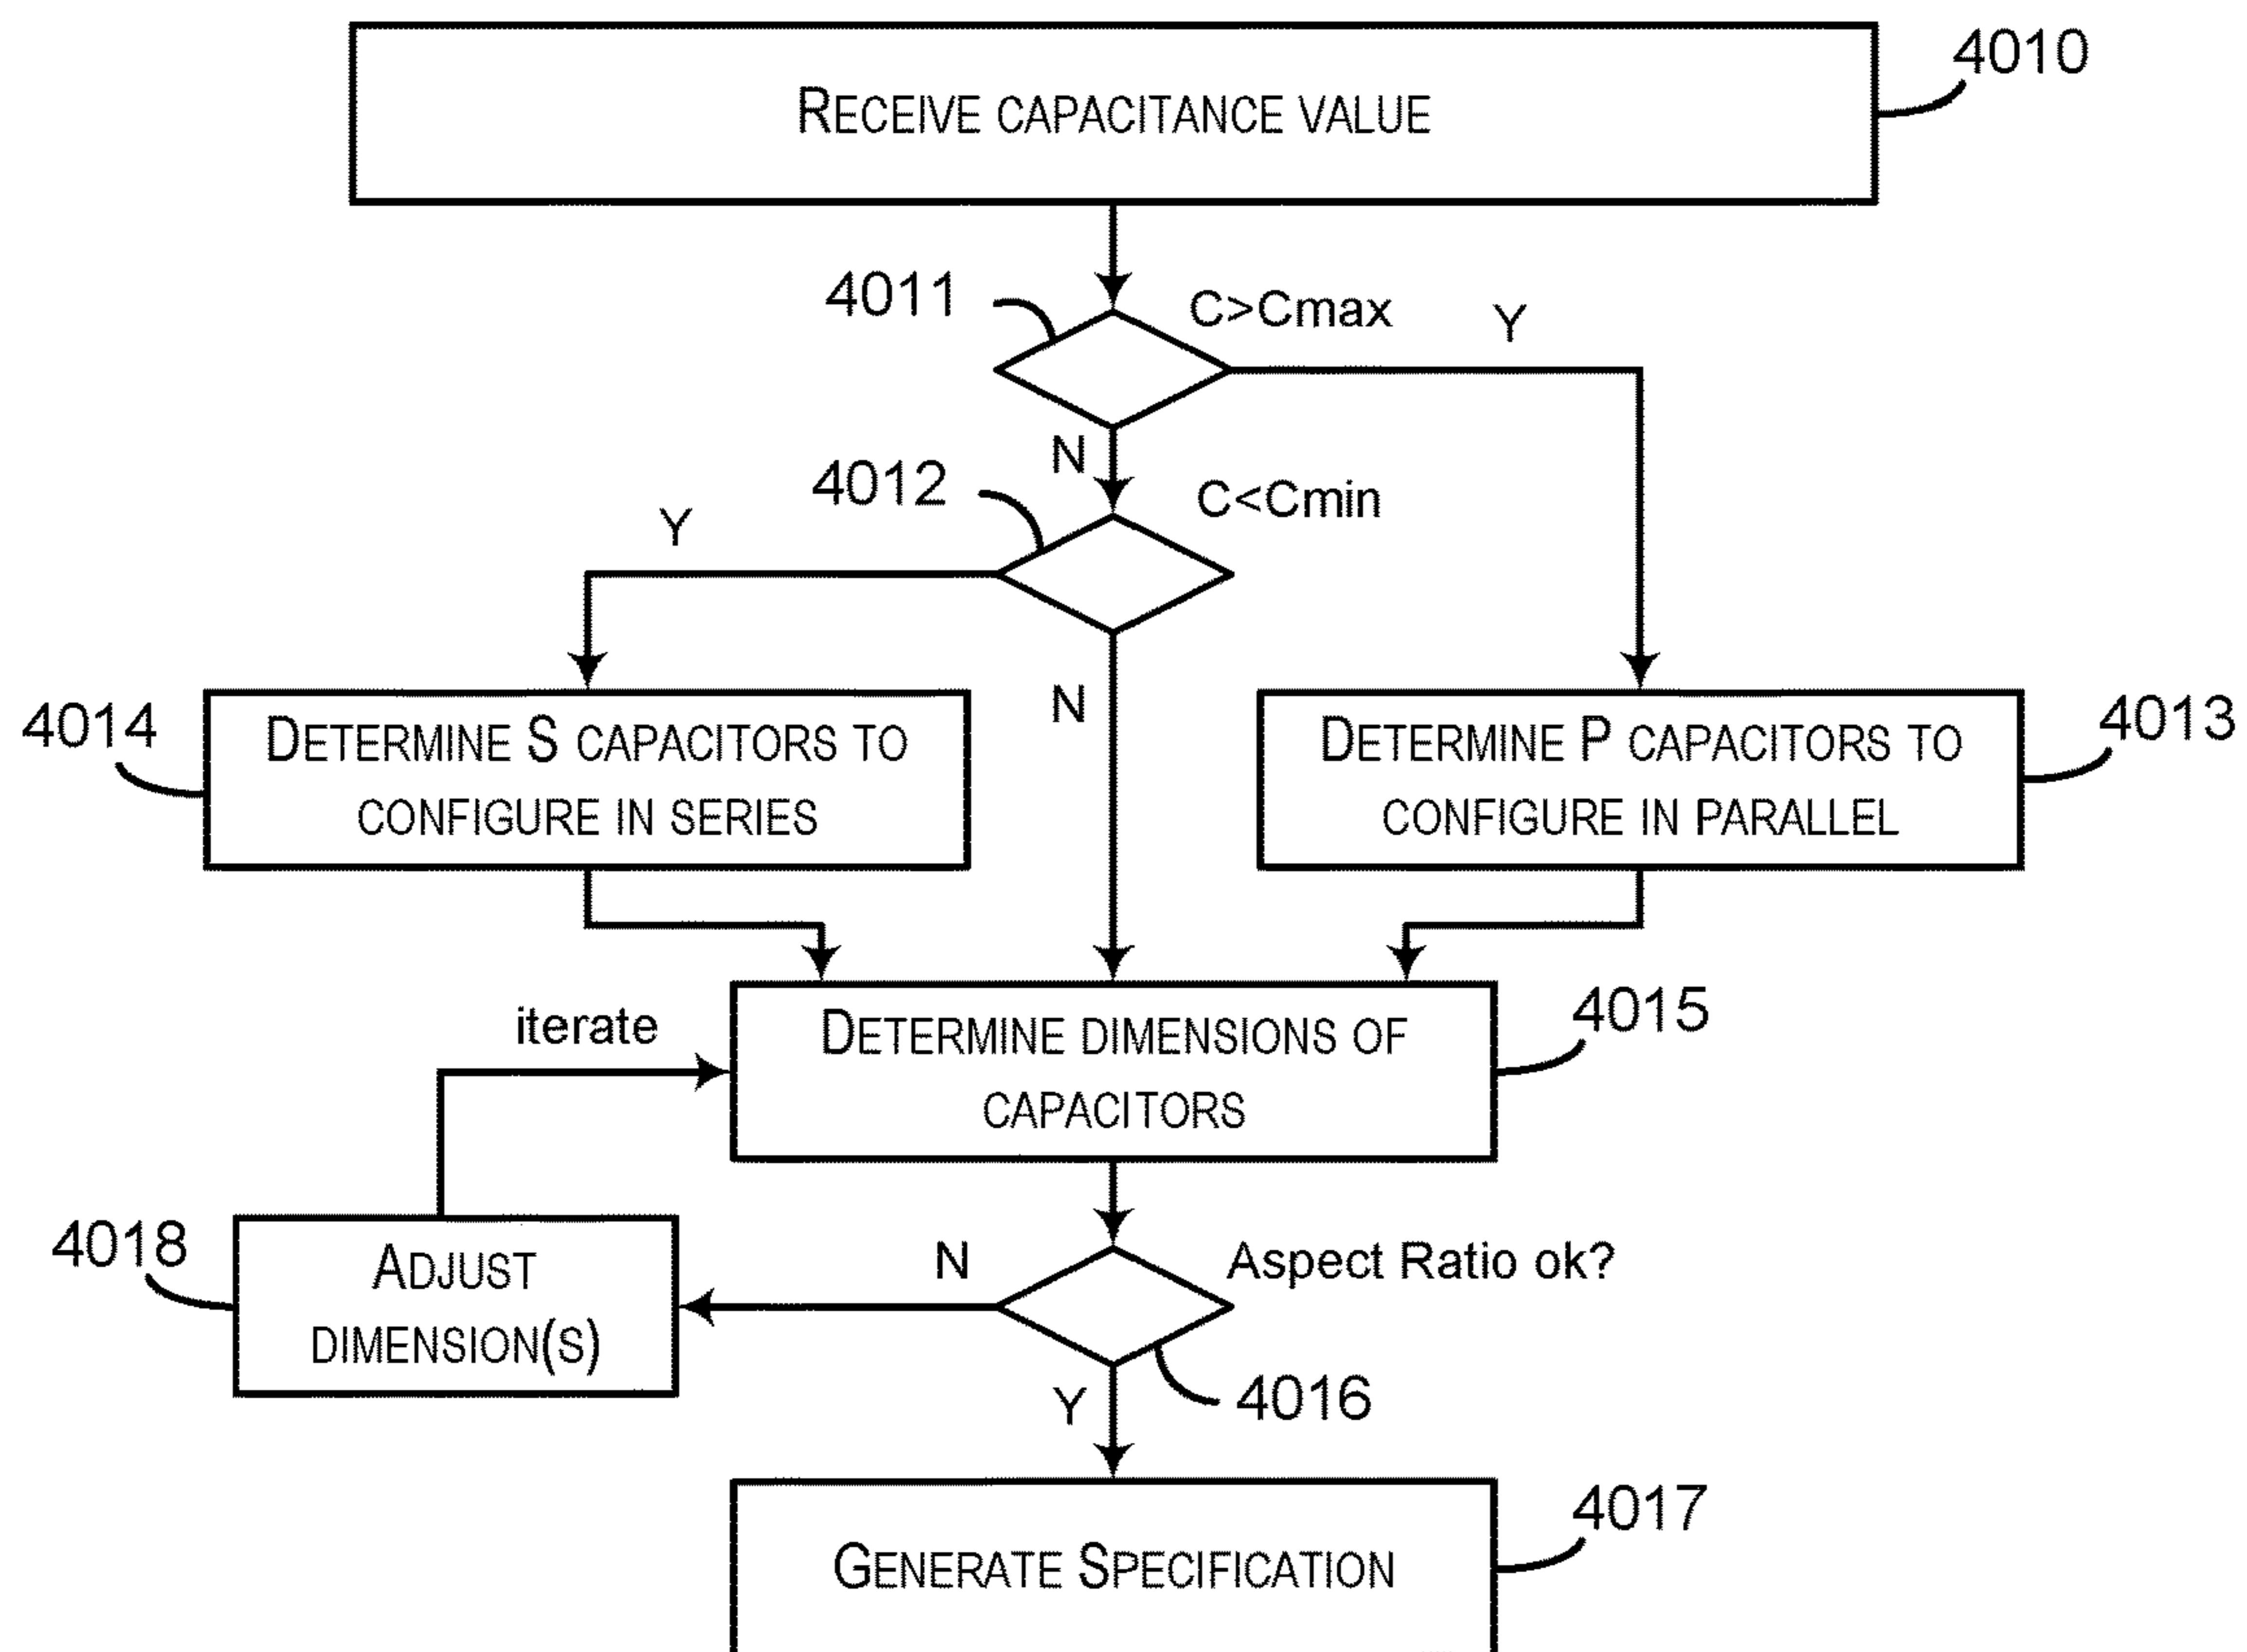 RECEIVE CAPACITANCE VALUE
4010
4011
C>Cmax
Y
N
4012
C<Cmin
Y
N
4014
DETERMINE S CAPACITORS TO
CONFIGURE IN SERIES
DETERMINE P CAPACITORS TO
CONFIGURE IN PARALLEL
4013
iterate
DETERMINE DIMENSIONS OF
CAPACITORS
4015
4018
ADJUST
DIMENSION(S)
N
Aspect Ratio ok?
4016
Y
GENERATE SPECIFICATION
4017